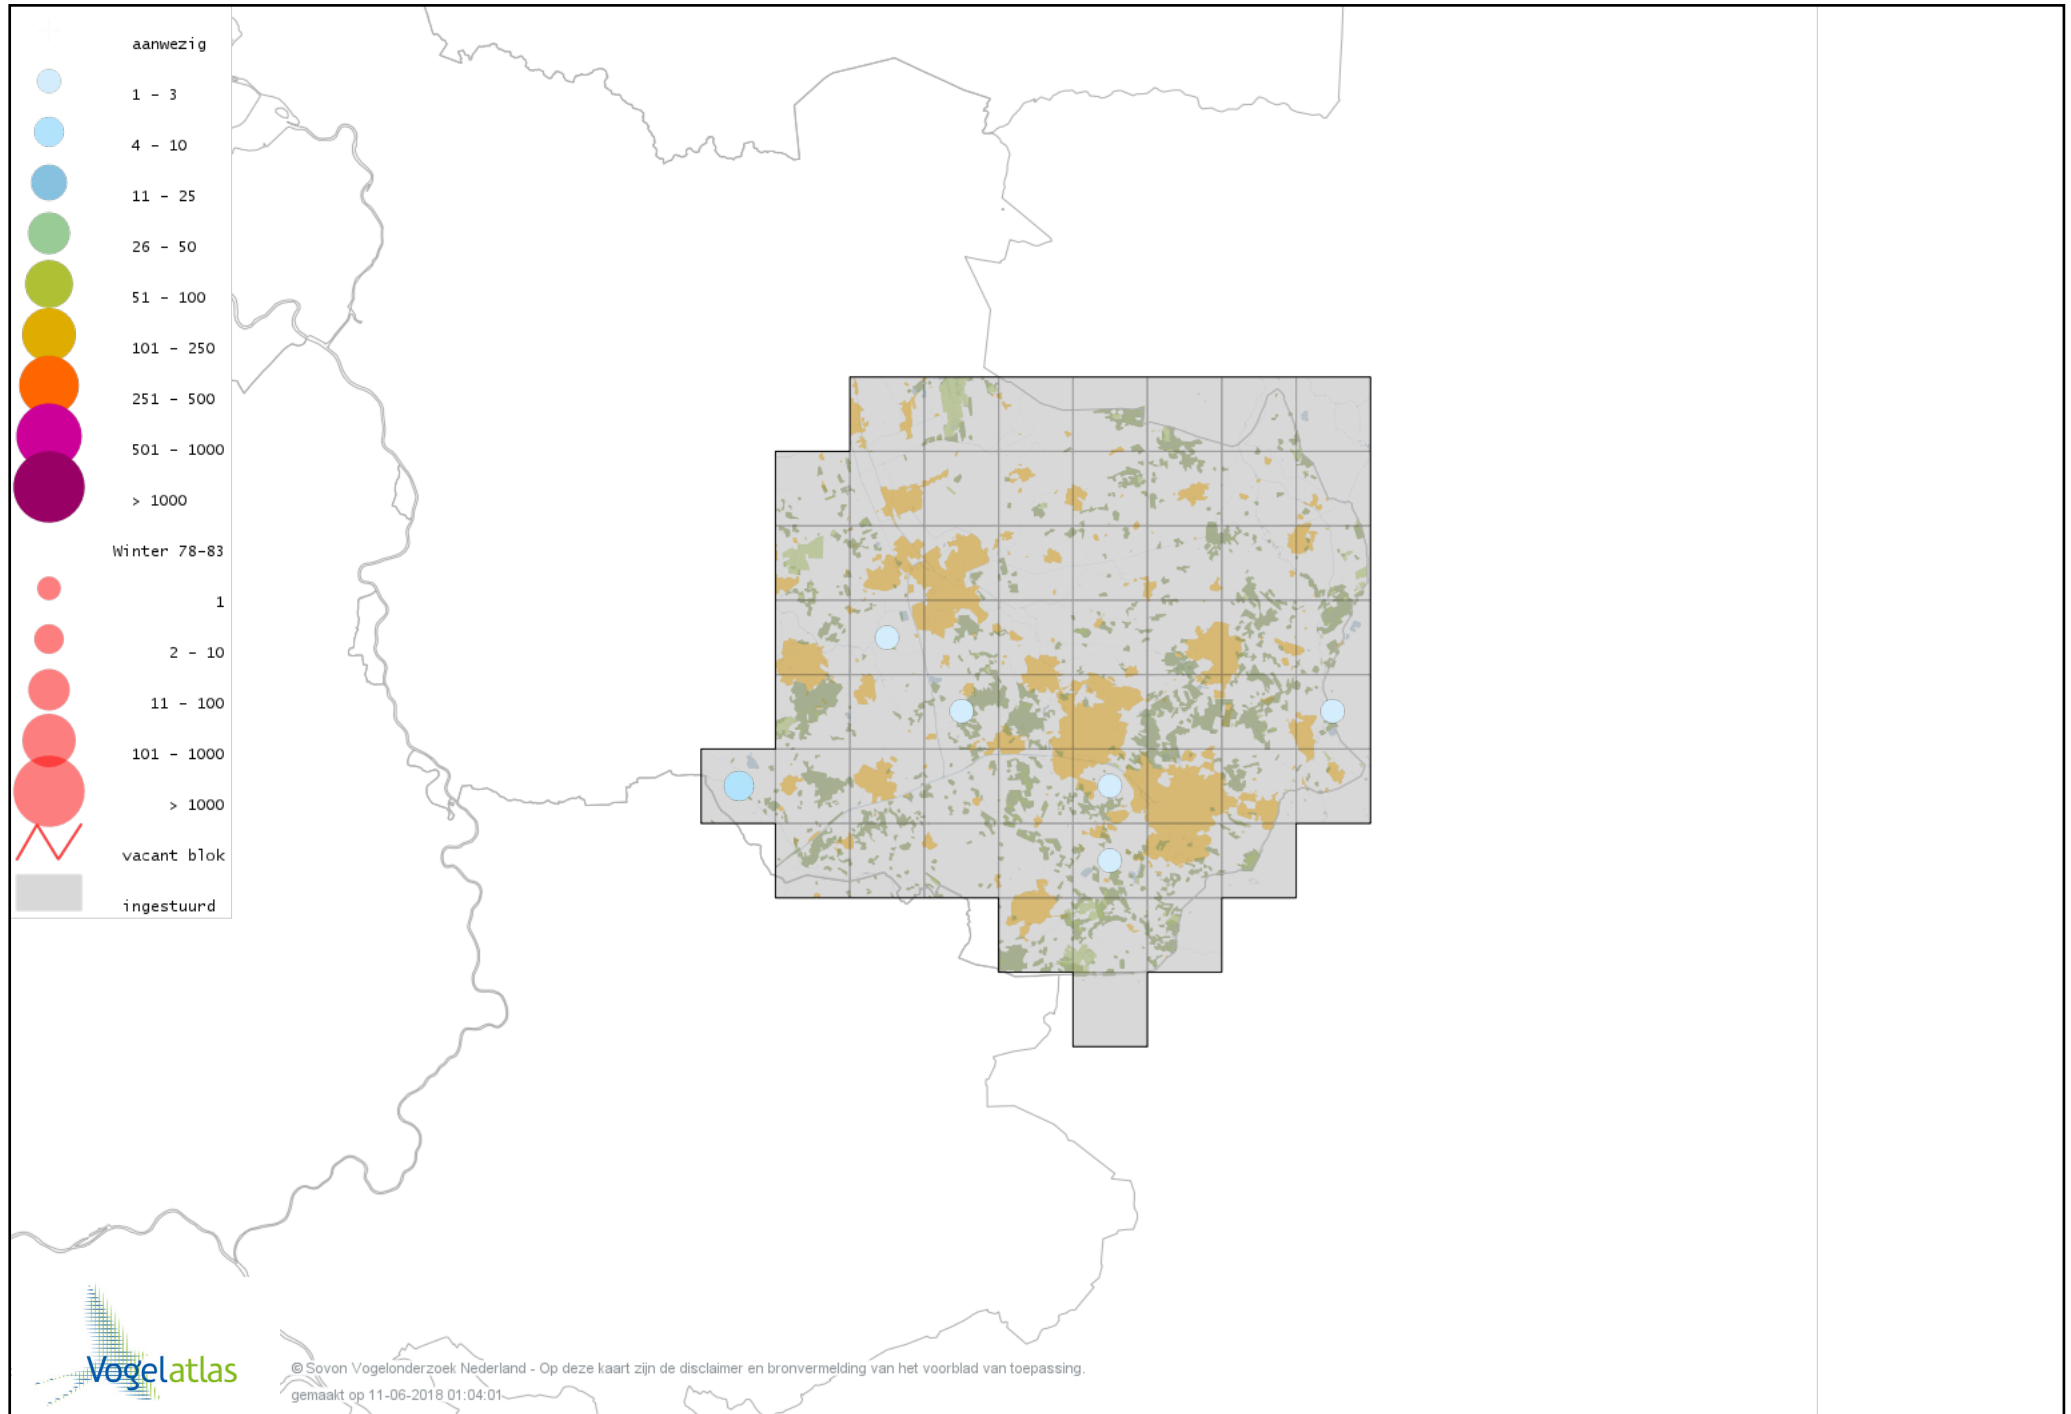 aanwezig
1 - 3
4 - 10
11 - 25
26 - 50
51 - 100
101 - 250
251 - 500
501 - 1000
> 1000
Winter 78-83
1
2 - 10
11 - 100
101 - 1000
> 1000
vacant blok
ingestuurd
Vogelatlas
© Sovon Vogelonderzoek Nederland - Op deze kaart zijn de disclaimer en bronvermelding van het voorblad van toepassing.
gemaakt op 11-06-2018 01:04:01